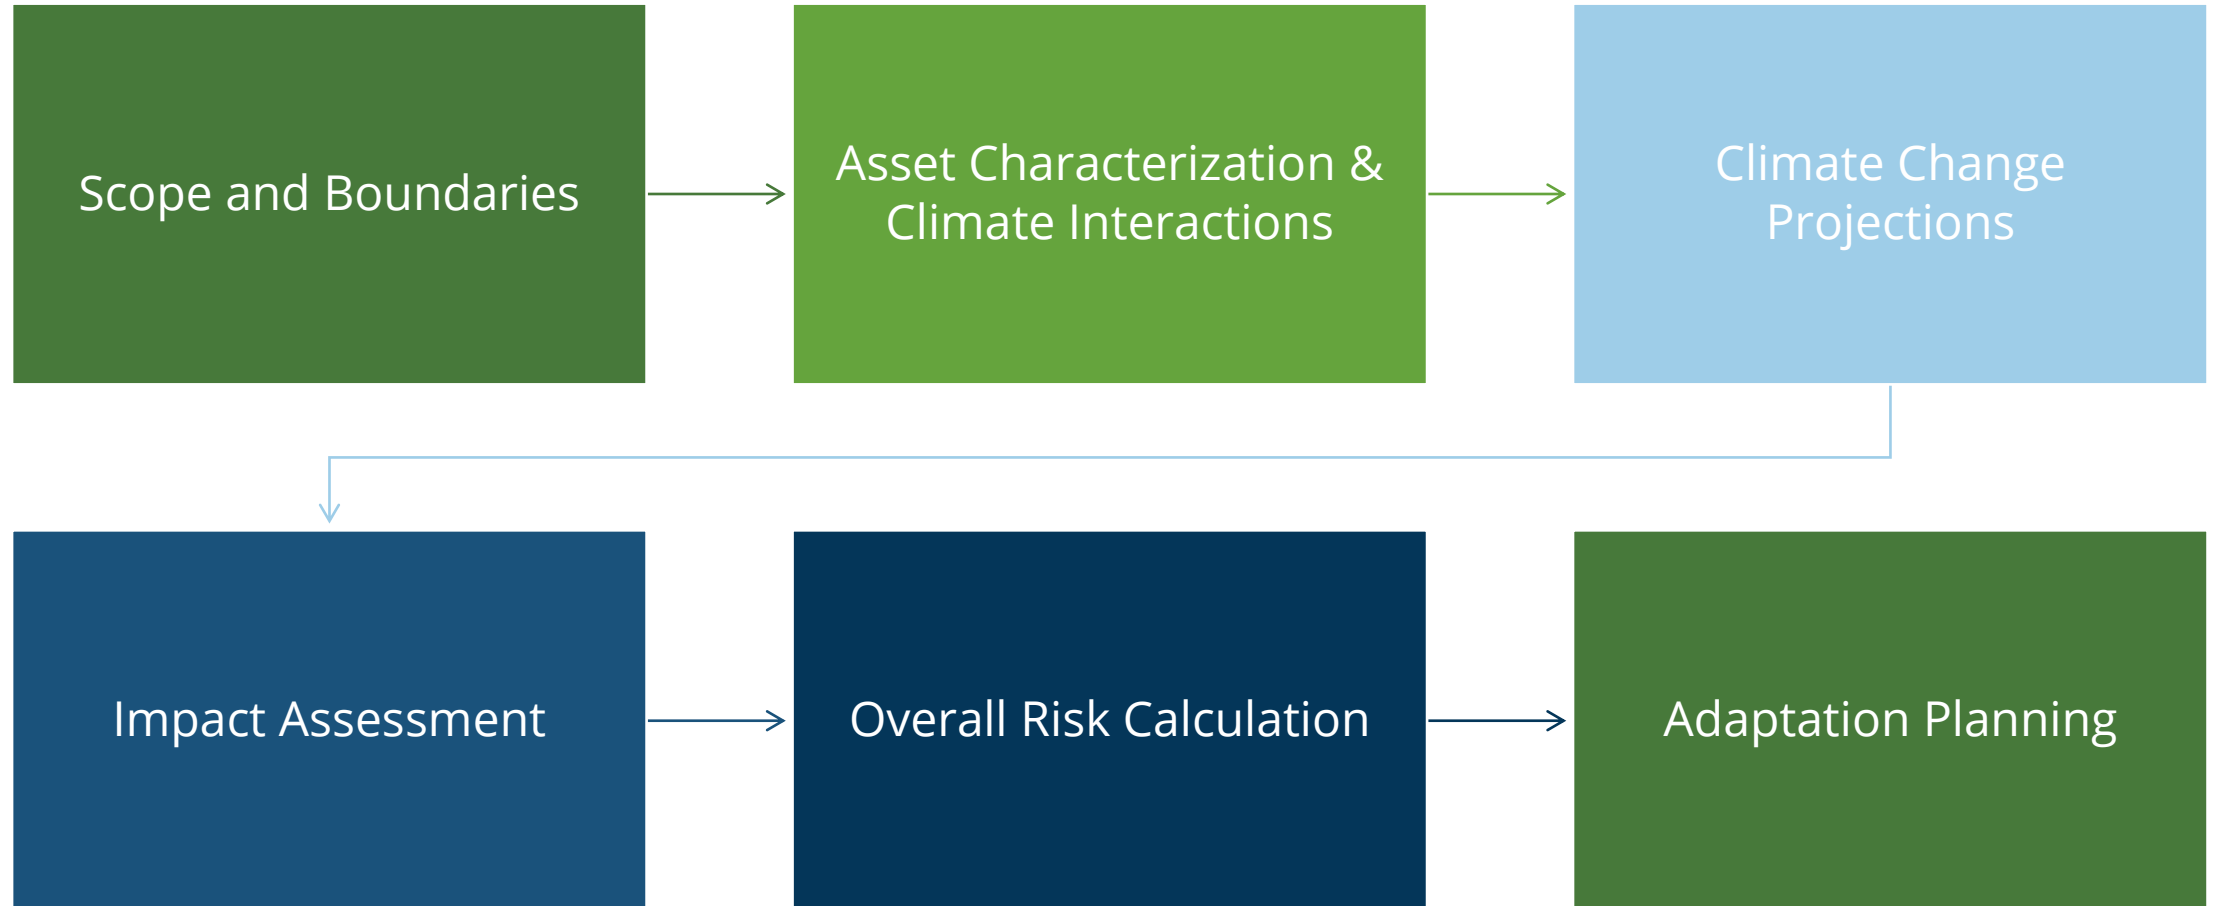 Scope and Boundaries
Asset Characterization &
Climate Interactions
Climate Change
Projections
Impact Assessment
Overall Risk Calculation
Adaptation Planning